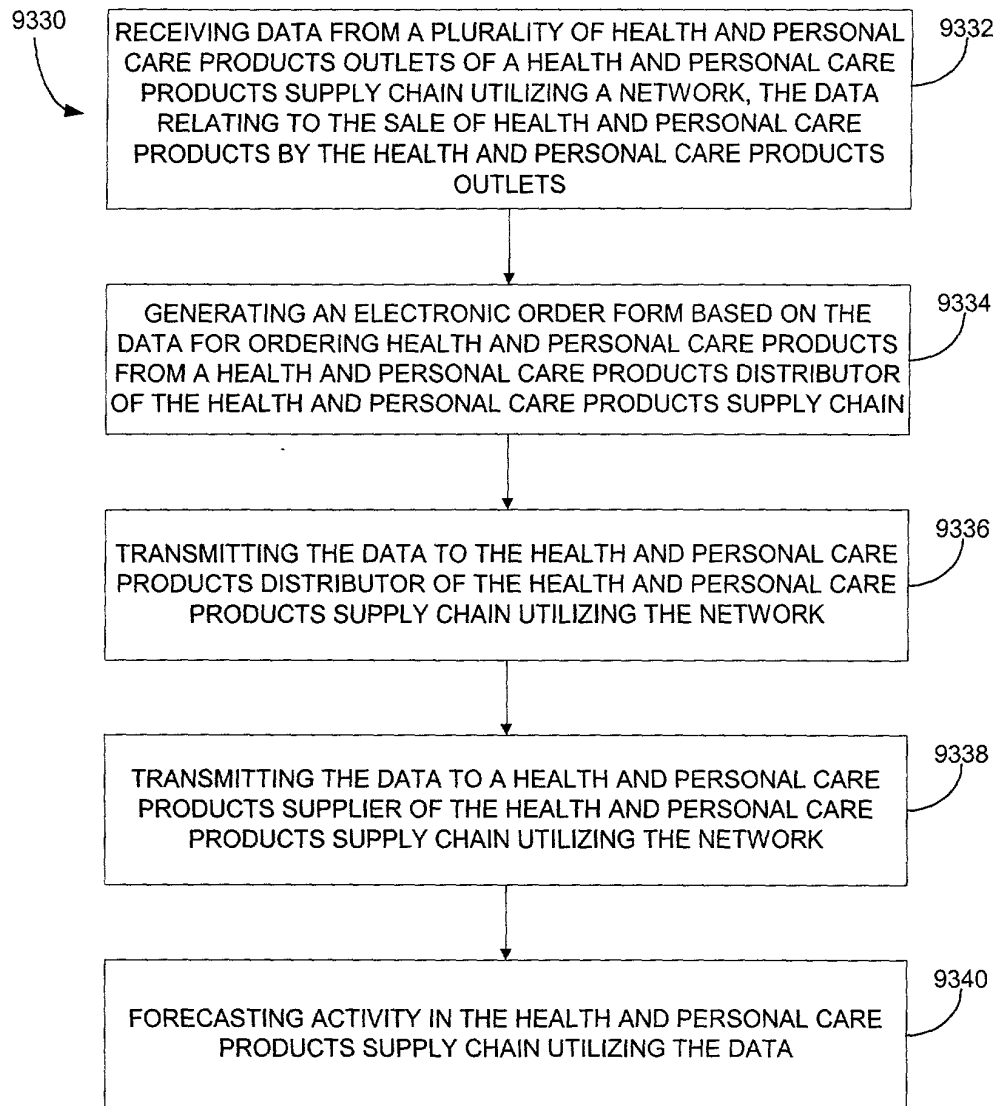 9330
RECEIVING DATA FROM A PLURALITY OF HEALTH AND PERSONAL
CARE PRODUCTS OUTLETS OF A HEALTH AND PERSONAL CARE
PRODUCTS SUPPLY CHAIN UTILIZING A NETWORK, THE DATA
RELATING TO THE SALE OF HEALTH AND PERSONAL CARE
PRODUCTS BY THE HEALTH AND PERSONAL CARE PRODUCTS
OUTLETS
9332
GENERATING AN ELECTRONIC ORDER FORM BASED ON THE
DATA FOR ORDERING HEALTH AND PERSONAL CARE PRODUCTS
FROM A HEALTH AND PERSONAL CARE PRODUCTS DISTRIBUTOR
OF THE HEALTH AND PERSONAL CARE PRODUCTS SUPPLY CHAIN
9334
TRANSMITTING THE DATA TO THE HEALTH AND PERSONAL CARE
PRODUCTS DISTRIBUTOR OF THE HEALTH AND PERSONAL CARE
PRODUCTS SUPPLY CHAIN UTILIZING THE NETWORK
9336
TRANSMITTING THE DATA TO A HEALTH AND PERSONAL CARE
PRODUCTS SUPPLIER OF THE HEALTH AND PERSONAL CARE
PRODUCTS SUPPLY CHAIN UTILIZING THE NETWORK
9338
FORECASTING ACTIVITY IN THE HEALTH AND PERSONAL CARE
PRODUCTS SUPPLY CHAIN UTILIZING THE DATA
9340